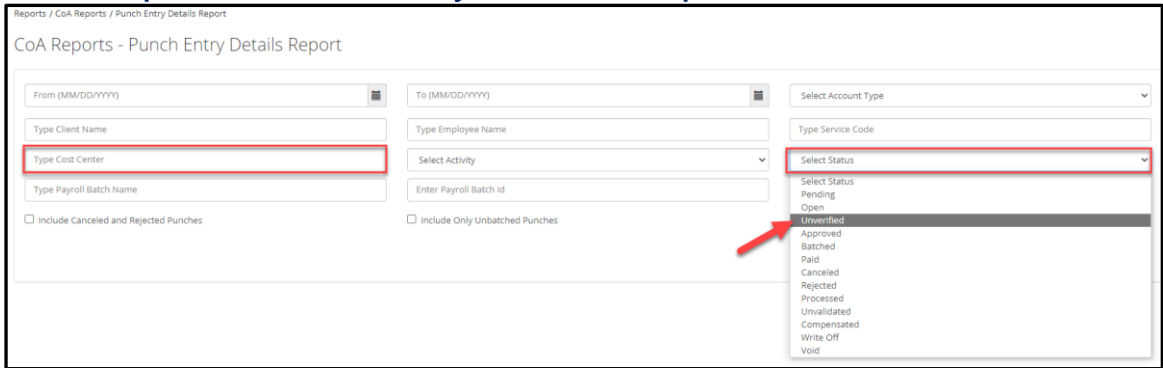 Reports / CoA Reports / Punch Entry Details Report
CoA Reports - Punch Entry Details Report
From (MM/DD/YYYY) To (MM/DD/YYYY) Select Account Type
Type Client Name Type Employee Name Type Service Code
Type Cost Center Select Activity Select Status
Type Payroll Batch Name Enter Payroll Batch Id
Include Canceled and Rejected Punches Include Only Unbatched Punches
Select Status
Pending
Open
Unverified
Approved
Batched
Paid
Canceled
Rejected
Processed
Unvalidated
Compensated
Write Off
Void